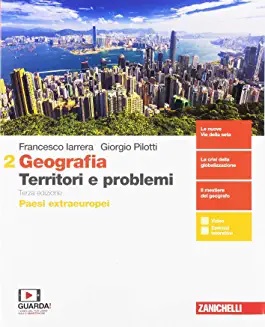 Francesco Iarrera   Giorgio Pilotti
2 Geografia
Territori e problemi
Terza edizione
Paesi extraeuropei
Le nuove
Vie della seta
La crisi della
globalizzazione
Il mestiere
del geografo
Video
GUARDA!
ZANICHELLI